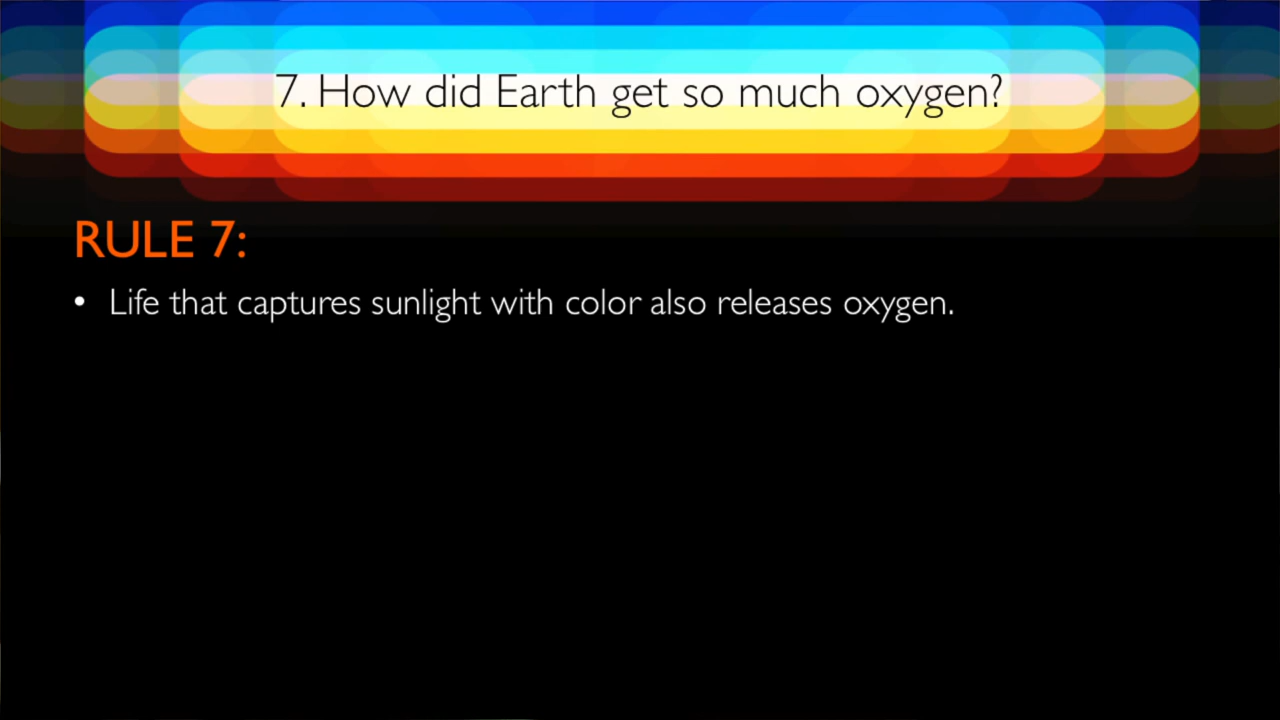 7. How did Earth get so much oxygen?
RULE 7:
• Life that captures sunlight with color also releases oxygen.